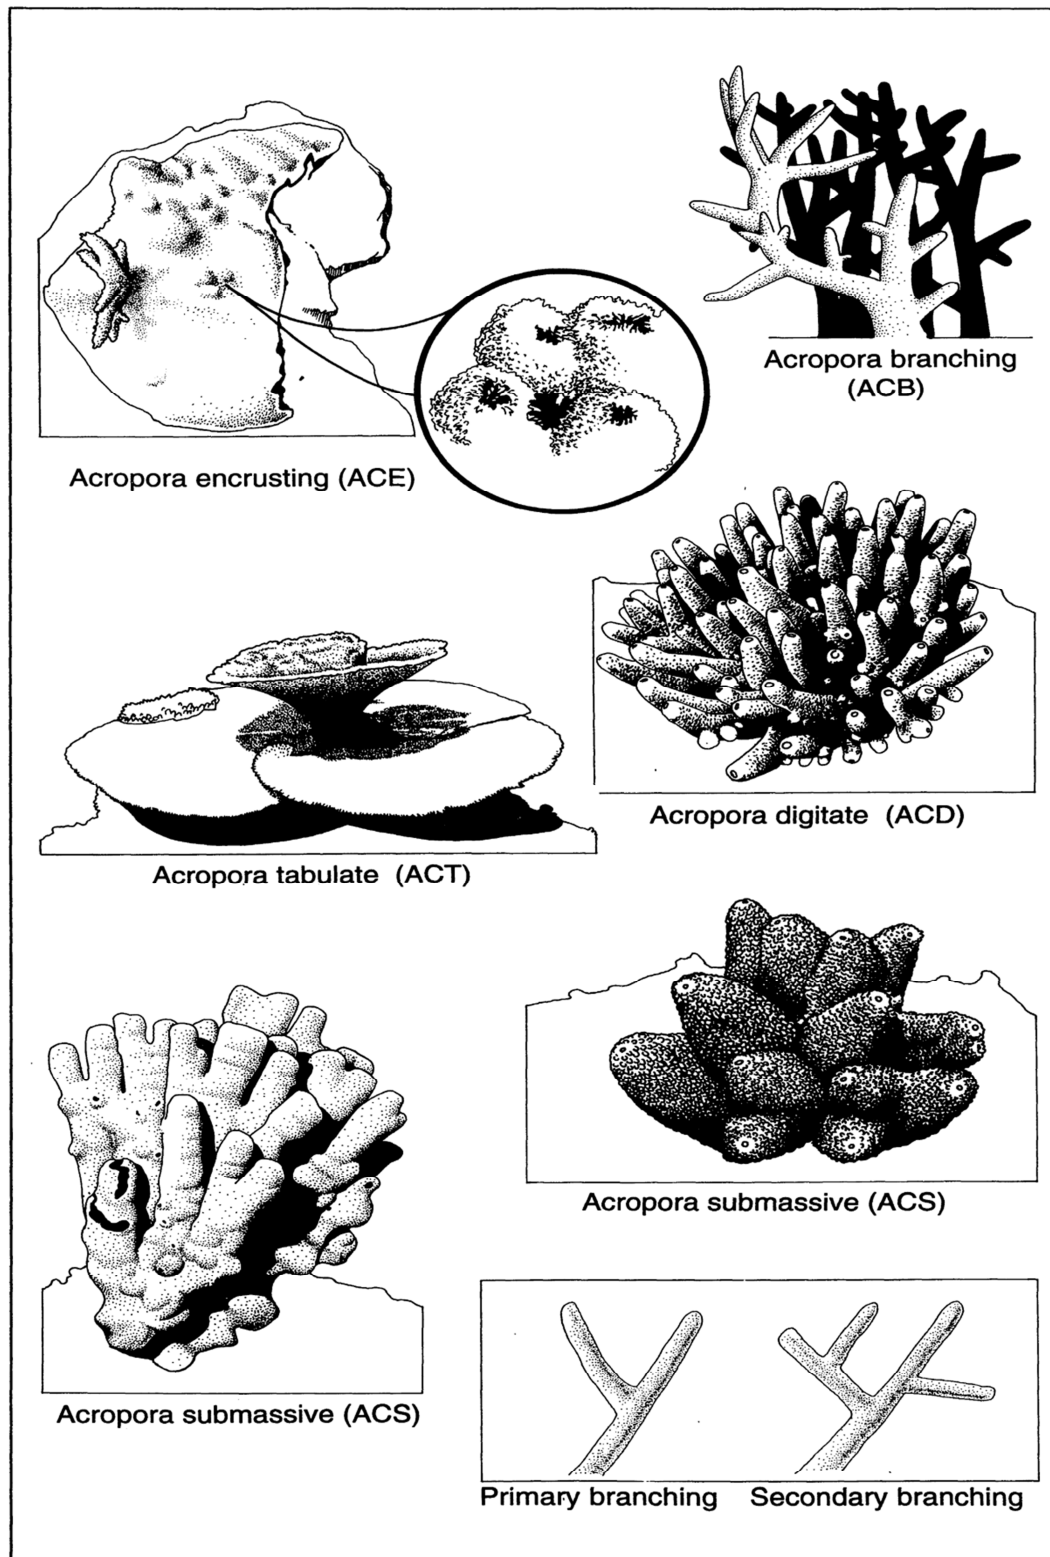 Acropora branching
(ACB)
Acropora encrusting (ACE)
Acropora digitate (ACD)
Acropora tabulate (ACT)
Acropora submassive (ACS)
Acropora submassive (ACS)
Primary branching
Secondary branching